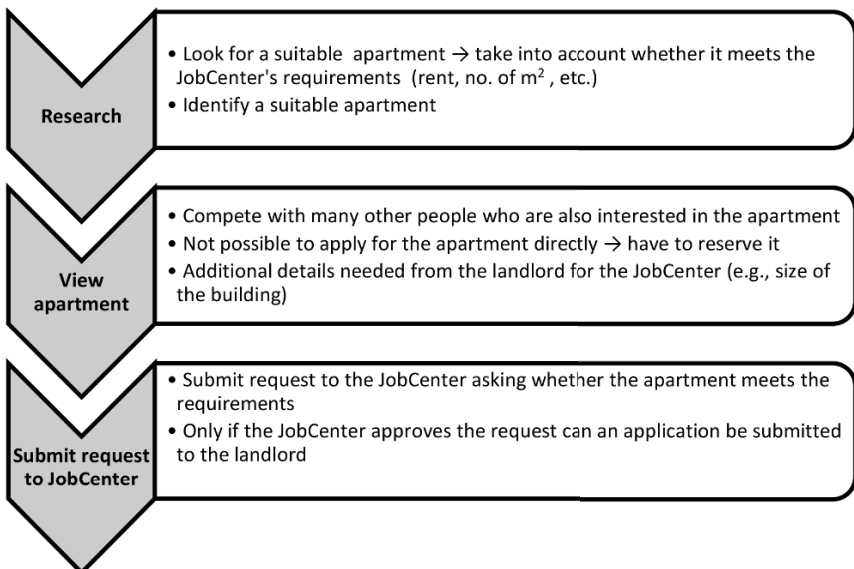 Research
• Look for a suitable apartment → take into account whether it meets the
JobCenter's requirements (rent, no. of m², etc.)
• Identify a suitable apartment
View
apartment
• Compete with many other people who are also interested in the apartment
• Not possible to apply for the apartment directly → have to reserve it
• Additional details needed from the landlord for the JobCenter (e.g., size of
the building)
Submit request
to JobCenter
• Submit request to the JobCenter asking whether the apartment meets the
requirements
• Only if the JobCenter approves the request can an application be submitted
to the landlord